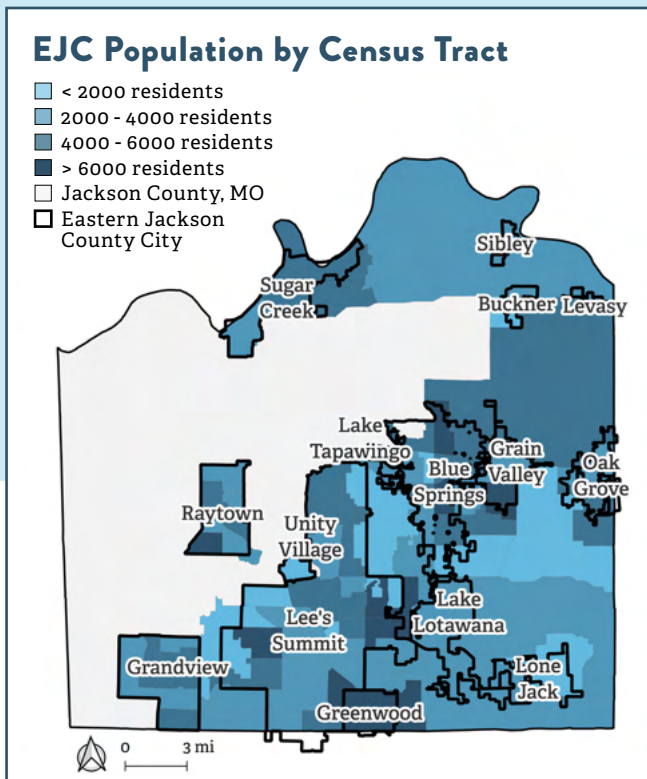 EJC Population by Census Tract
< 2000 residents
2000 - 4000 residents
4000 - 6000 residents
> 6000 residents
Jackson County, MO
Eastern Jackson
County City
Sibley
Sugar
Creek
Buckner
Levasy
Lake
Tapawingo
Blue
Springs
Grain
Valley
Oak
Grove
Raytown
Unity
Village
Lee's
Summit
Lake
Lotawana
Grandview
Lone
Jack
Greenwood
0 3 mi